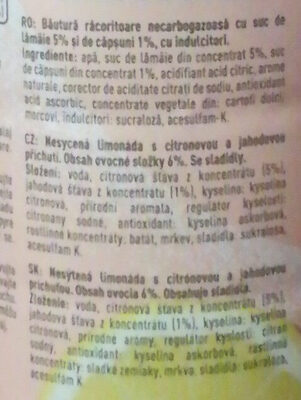 RO: Băutură răcoritoare necarbogazoasă cu suc de
lămâie 5% și de căpșuni 1%, cu îndulcitori.
Ingrediente: apă, suc de lămâie din concentrat 5%, suc
de căpșuni din concentrat 1%, acidifiant acid citric, arome
naturale, corector de aciditate citrați de sodiu, antioxidant
acid ascorbic, concentrate vegetale din: cartofi dulci,
morcovi, îndulcitori: sucraloză, acesulfam-K.
CZ: Nesycená limonáda s citronovou a jahodovou
příchutí. Obsah ovocné složky 6%. Se sladidly.
Složení: voda, citronová šťava z koncentrátu (5%),
jahodová šťava z koncentrátu (1%), kyselina: kyselina
citronová, přírodní aromata, regulátor kyselosti:
citronany sodné, antioxidant: kyselina askorbová,
rostlinné koncentráty: batát, mrkev, sladidla: sukralosa,
acesulfam K.
SK: Nesýtená limonáda s citrónovou a jahodovou
príchuťou. Obsah ovocia 6%. Obsahuje sladidlá.
Zloženie: voda, citrónová šťava z koncentrátu (5%),
jahodová šťava z koncentrátu (1%), kyselina: kyselina
citrónová, prírodné arómy, regulátor kyslosti: citran
sodný, antioxidant: kyselina askorbová, rastlinné
koncentráty: sladké zemiaky, mrkva, sladidlá: sukralóza,
acesulfám K.